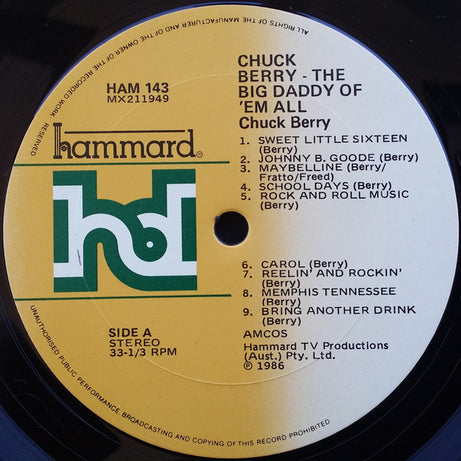 ALL RIGHTS OF THE MANUFACTURER AND OF THE OWNER OF THE RECORDED WORK RESERVED
HAM 143
MX211949
hammard
hd
SIDE A
STEREO
33-1/3 RPM
CHUCK
BERRY - THE
BIG DADDY OF
'EM ALL
Chuck Berry
1. SWEET LITTLE SIXTEEN
(Berry)
2. JOHNNY B. GOODE (Berry)
3. MAYBELLINE (Berry/
Fratto/Freed)
4. SCHOOL DAYS (Berry)
5. ROCK AND ROLL MUSIC
(Berry)
6. CAROL (Berry)
7. REELIN' AND ROCKIN'
(Berry)
8. MEMPHIS TENNESSEE
(Berry)
9. BRING ANOTHER DRINK
(Berry)
AMCOS
Hammard TV Productions
(Aust.) Pty. Ltd.
℗ 1986
UNAUTHORISED PUBLIC PERFORMANCE, BROADCASTING AND COPYING OF THIS RECORD PROHIBITED